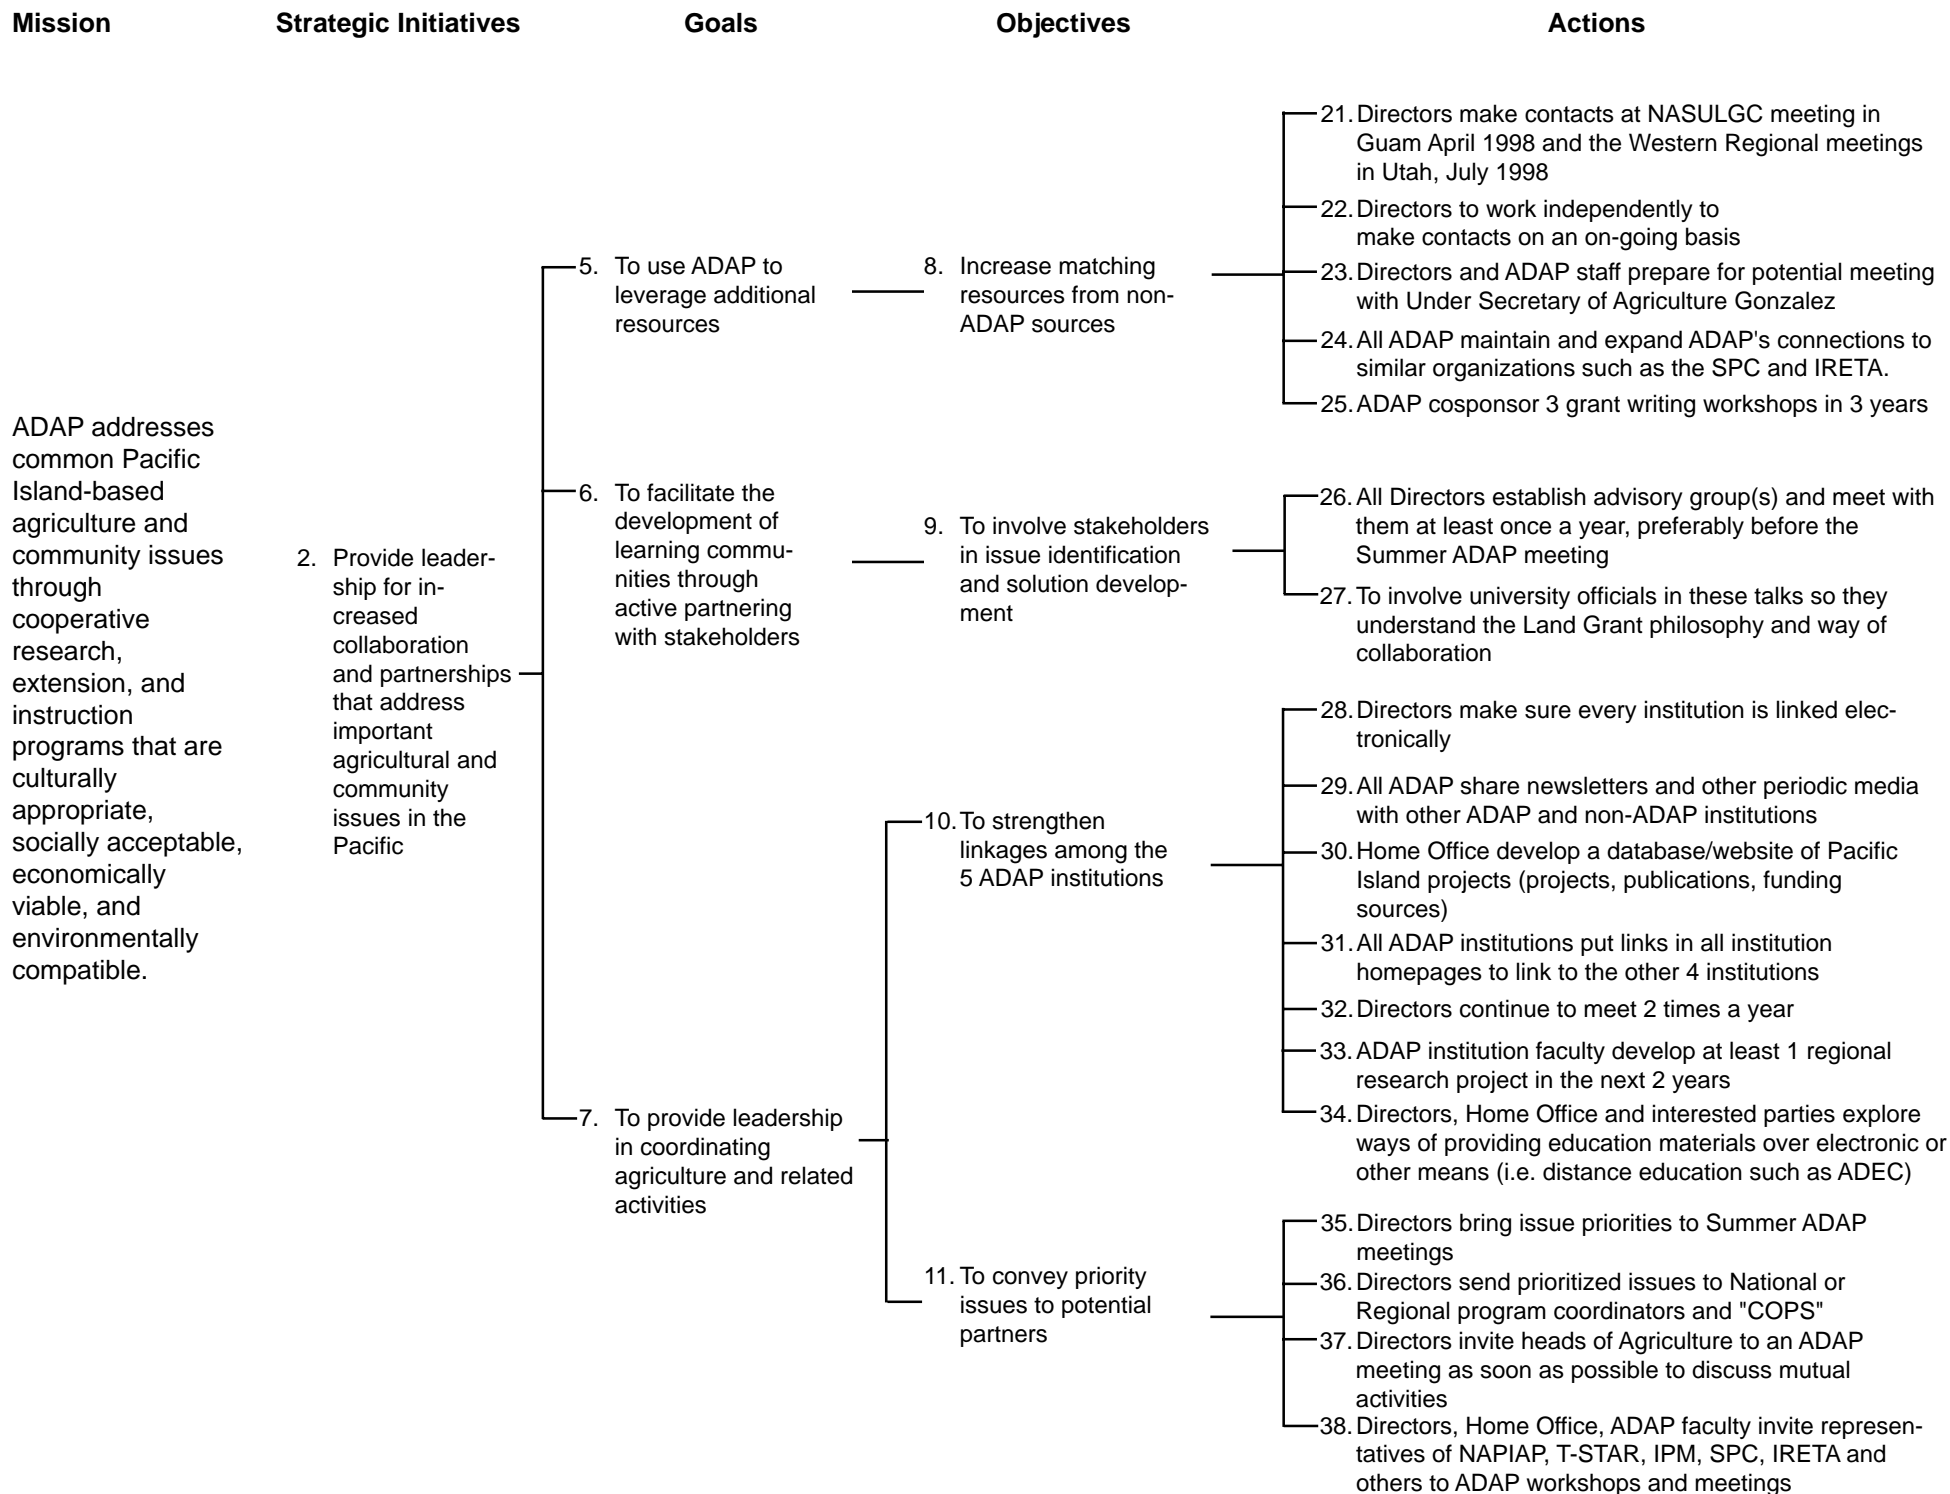 Mission
Strategic Initiatives
Goals
Objectives
Actions
ADAP addresses
common Pacific
Island-based
agriculture and
community issues
through
cooperative
research,
extension, and
instruction
programs that are
culturally
appropriate,
socially acceptable,
economically
viable, and
environmentally
compatible.
2. Provide leader-
ship for in-
creased
collaboration
and partnerships
that address
important
agricultural and
community
issues in the
Pacific
5. To use ADAP to
leverage additional
resources
6. To facilitate the
development of
learning commu-
nities through
active partnering
with stakeholders
7. To provide leadership
in coordinating
agriculture and related
activities
8. Increase matching
resources from non-
ADAP sources
9. To involve stakeholders
in issue identification
and solution develop-
ment
10. To strengthen
linkages among the
5 ADAP institutions
11. To convey priority
issues to potential
partners
21. Directors make contacts at NASULGC meeting in
Guam April 1998 and the Western Regional meetings
in Utah, July 1998
22. Directors to work independently to
make contacts on an on-going basis
23. Directors and ADAP staff prepare for potential meeting
with Under Secretary of Agriculture Gonzalez
24. All ADAP maintain and expand ADAP's connections to
similar organizations such as the SPC and IRETA.
25. ADAP cosponsor 3 grant writing workshops in 3 years
26. All Directors establish advisory group(s) and meet with
them at least once a year, preferably before the
Summer ADAP meeting
27. To involve university officials in these talks so they
understand the Land Grant philosophy and way of
collaboration
28. Directors make sure every institution is linked elec-
tronically
29. All ADAP share newsletters and other periodic media
with other ADAP and non-ADAP institutions
30. Home Office develop a database/website of Pacific
Island projects (projects, publications, funding
sources)
31. All ADAP institutions put links in all institution
homepages to link to the other 4 institutions
32. Directors continue to meet 2 times a year
33. ADAP institution faculty develop at least 1 regional
research project in the next 2 years
34. Directors, Home Office and interested parties explore
ways of providing education materials over electronic or
other means (i.e. distance education such as ADEC)
35. Directors bring issue priorities to Summer ADAP
meetings
36. Directors send prioritized issues to National or
Regional program coordinators and "COPS"
37. Directors invite heads of Agriculture to an ADAP
meeting as soon as possible to discuss mutual
activities
38. Directors, Home Office, ADAP faculty invite represen-
tatives of NAPIAP, T-STAR, IPM, SPC, IRETA and
others to ADAP workshops and meetings